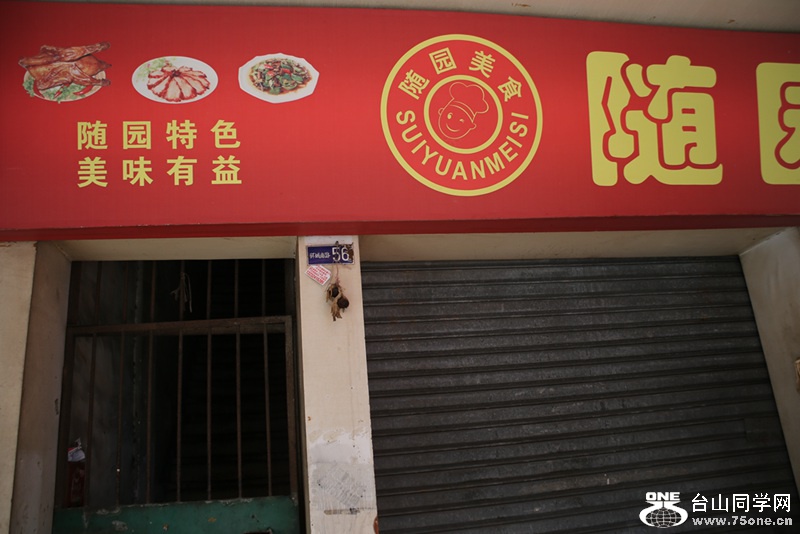 随园特色
美味有益
随园美食
SUIYUANMEISI
随园
56
ONE
台山同学网
www.75one.cn